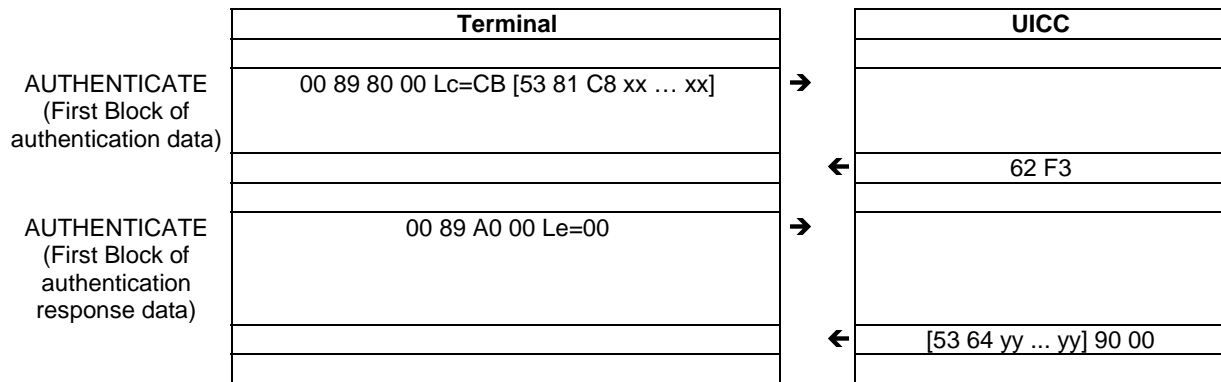 Terminal UICC
AUTHENTICATE 00 89 80 00 Lc=CB [53 81 C8 xx … xx] ➔
(First Block of
authentication data)
🡰 62 F3
AUTHENTICATE 00 89 A0 00 Le=00 ➔
(First Block of
authentication
response data)
🡰 [53 64 yy ... yy] 90 00